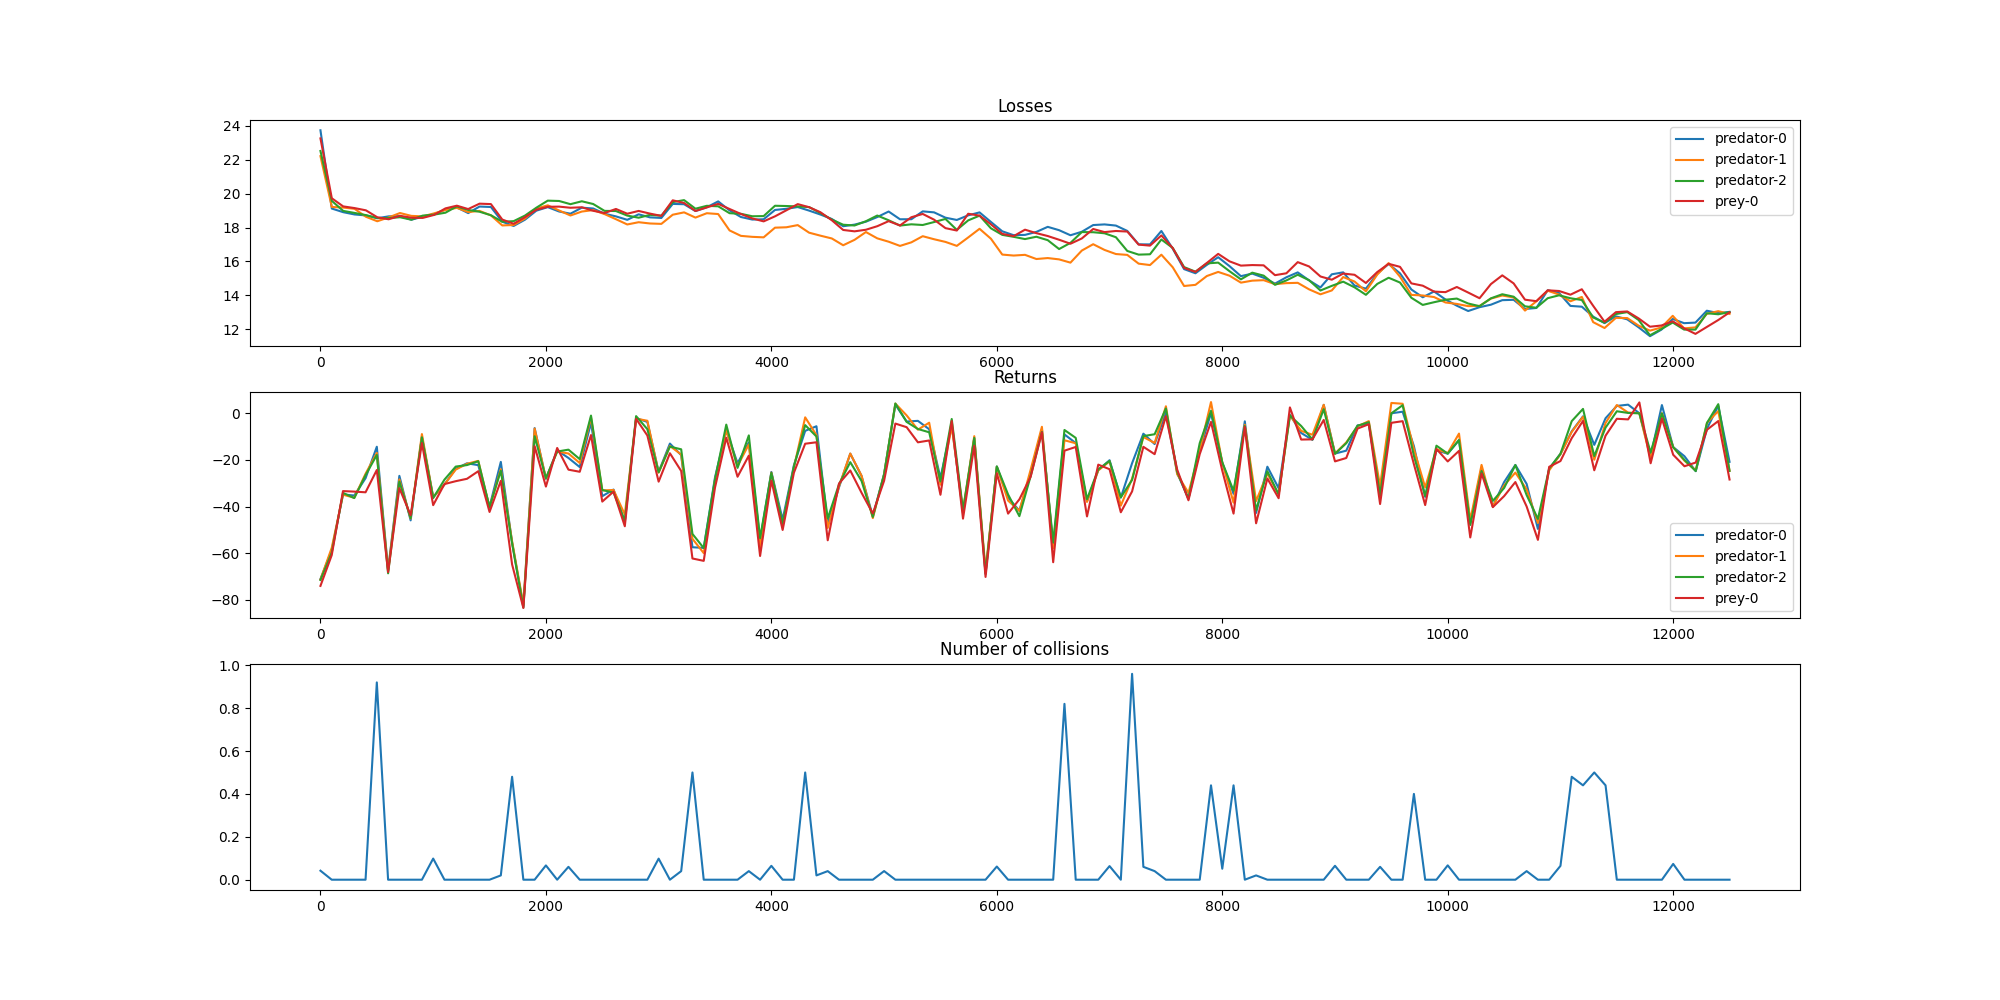 Losses
24
22
20
18
16
14
12
predator-0
predator-1
predator-2
prey-0
0 2000 4000 6000 8000 10000 12000
Returns
0
−20
−40
−60
−80
predator-0
predator-1
predator-2
prey-0
0 2000 4000 6000 8000 10000 12000
Number of collisions
1.0
0.8
0.6
0.4
0.2
0.0
0 2000 4000 6000 8000 10000 12000